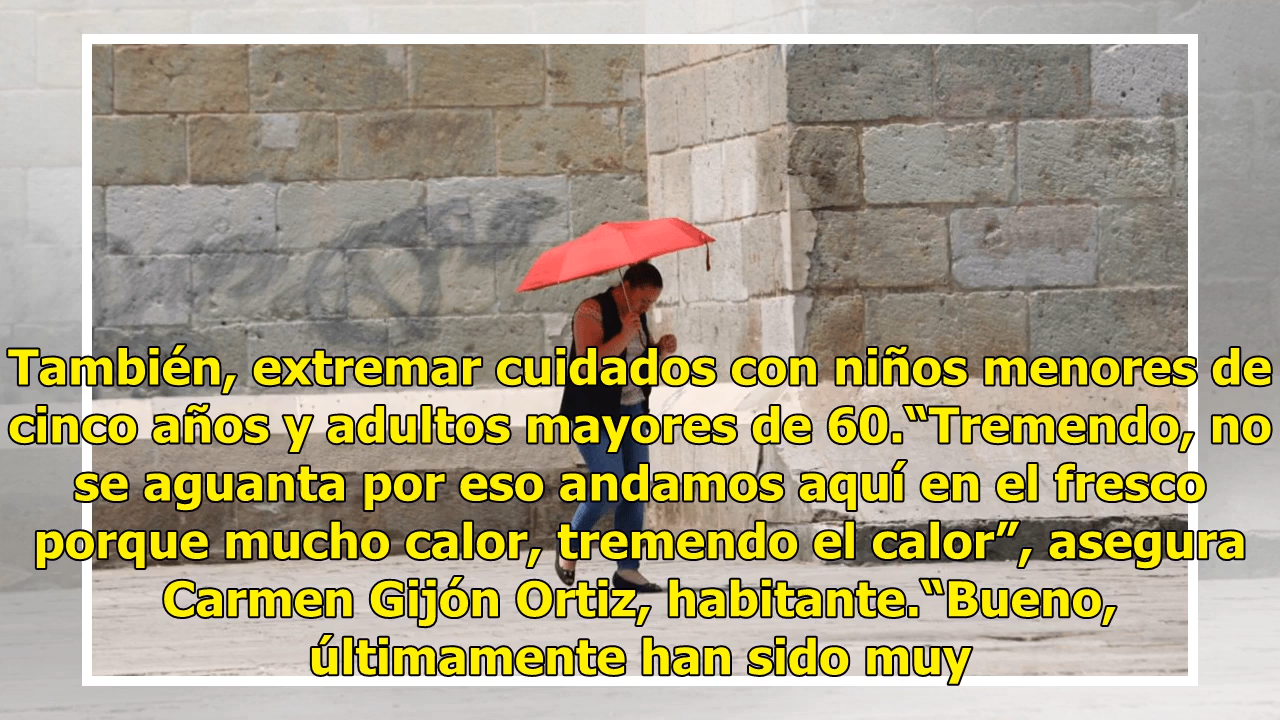 También, extremar cuidados con niños menores de
cinco años y adultos mayores de 60.“Tremendo, no
se aguanta por eso andamos aquí en el fresco
porque mucho calor, tremendo el calor”, asegura
Carmen Gijón Ortiz, habitante.“Bueno,
últimamente han sido muy